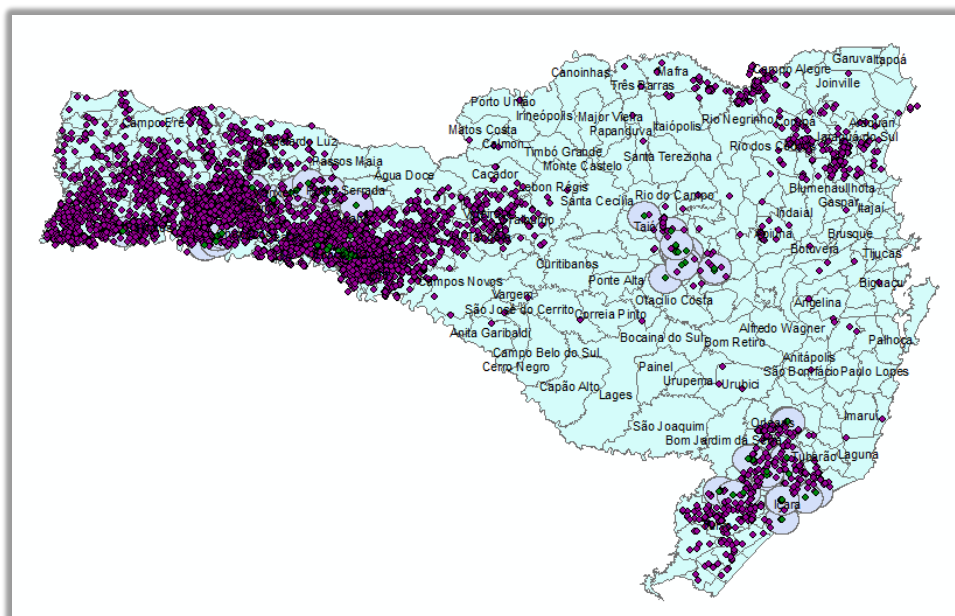 Garuva
Itapoá
Campo Alegre
Canoinhas
Mafra
Joinville
Três Barras
Porto União
Irineópolis
Major Vieira
Rio Negrinho
Campo Erê
Papanduva
Itaiópolis
Matos Costa
Calmon
Rio dos Cedros
Timbó Grande
Santa Terezinha
Passos Maia
Monte Castelo
Água Doce
Caçador
Lebon Régis
Rio do Campo
Blumenau
Ilhota
Santa Cecília
Gaspar
Indaial
Itajaí
Taió
Apiúna
Brusque
Botuverá
Tijucas
Curitibanos
Campos Novos
Ponte Alta
Biguaçu
Vargem
Otacílio Costa
Angelina
São José do Cerrito
Correia Pinto
Anita Garibaldi
Alfredo Wagner
Bocaina do Sul
Bom Retiro
Palhoça
Campo Belo do Sul
Anitápolis
Cerro Negro
Painel
São Bonifácio
Paulo Lopes
Capão Alto
Urupema
Urubici
Lages
Imaruí
São Joaquim
Orleans
Bom Jardim da Serra
Tubarão
Laguna
Içara